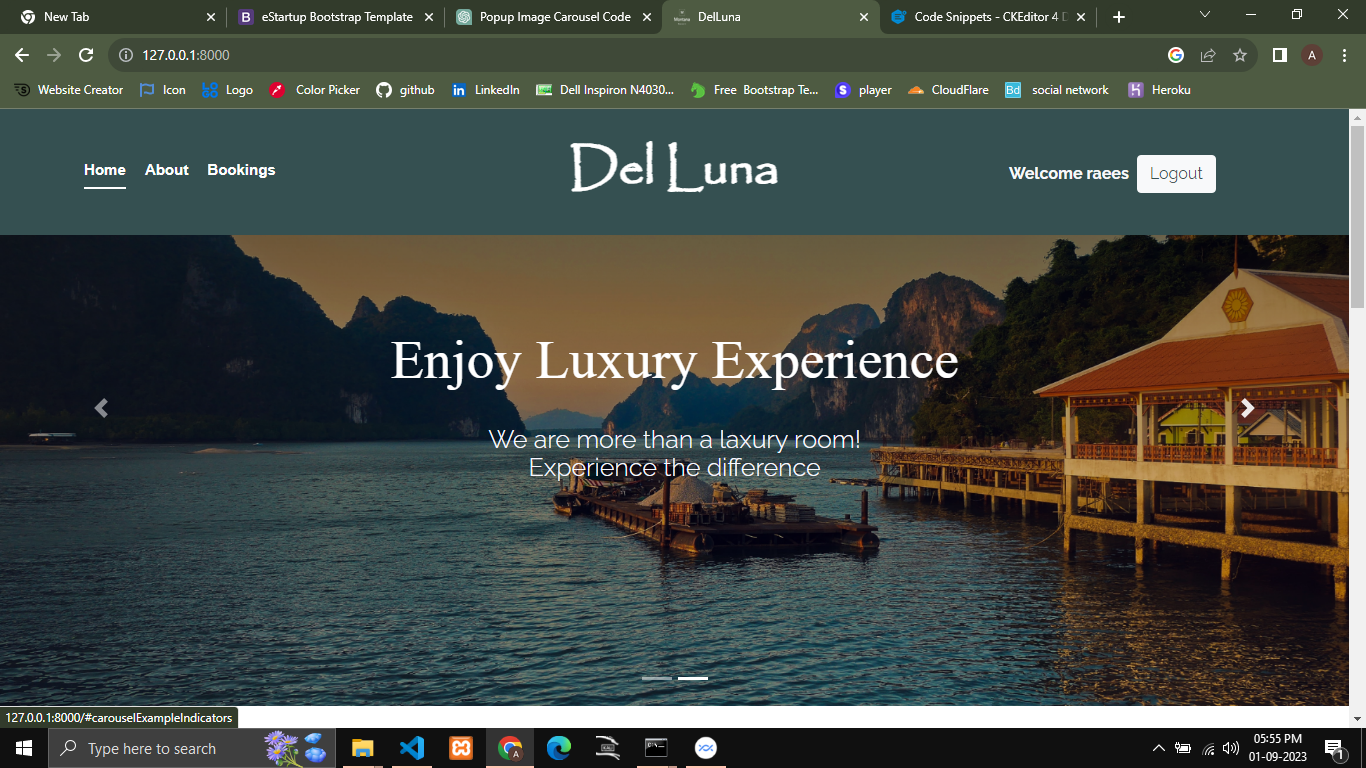 New Tab
eStartup Bootstrap Template
Popup Image Carousel Code
DelLuna
Code Snippets - CKEditor 4 D
127.0.0.1:8000
A
Website Creator
Icon
Logo
Color Picker
github
LinkedIn
Dell Inspiron N4030...
Free Bootstrap Te...
player
CloudFlare
Bd
social network
Heroku
Home
About
Bookings
Del Luna
Welcome raees
Logout
Enjoy Luxury Experience
We are more than a laxury room!
Experience the difference
127.0.0.1:8000/#carouselExampleIndicators
Type here to search
05:55 PM
01-09-2023
1